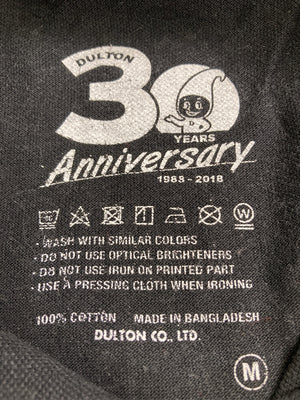 DULTON
30
YEARS
Anniversary
1988 - 2018
- WASH WITH SIMILAR COLORS
- DO NOT USE OPTICAL BRIGHTENERS
- DO NOT USE IRON ON PRINTED PART
- USE A PRESSING CLOTH WHEN IRONING
100% COTTON MADE IN BANGLADESH
DULTON CO., LTD.
M